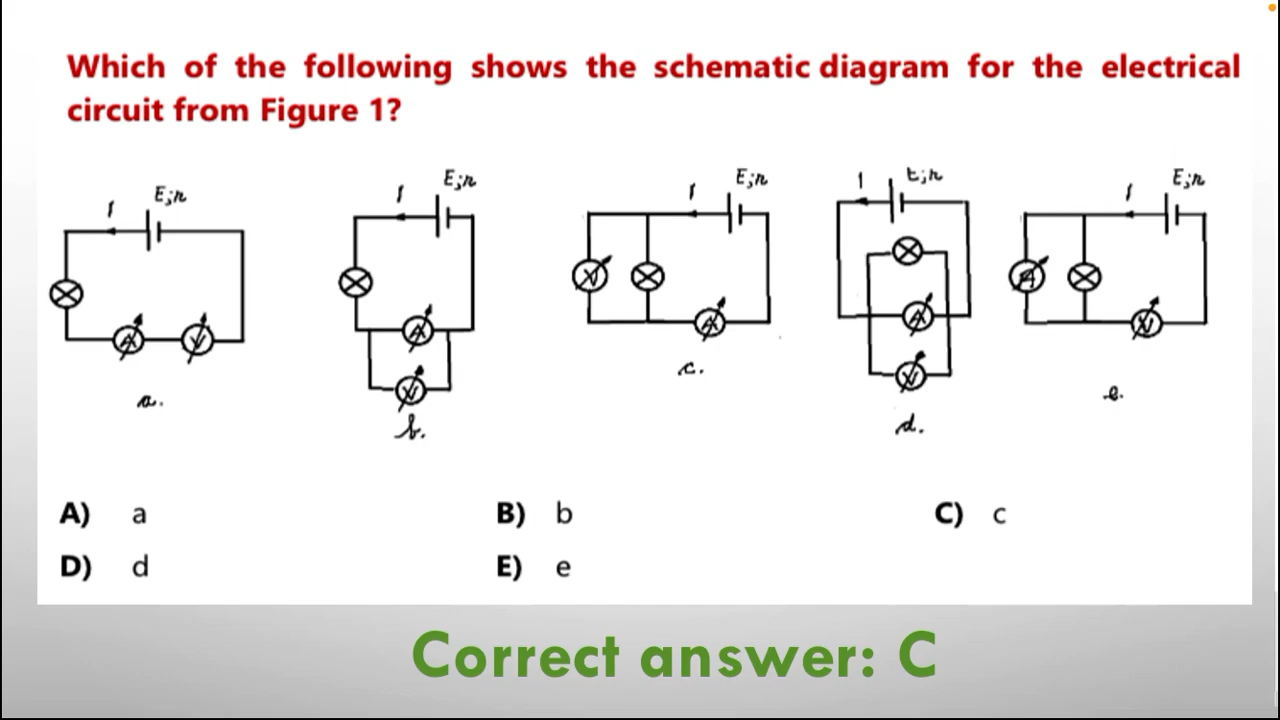 Which of the following shows the schematic diagram for the electrical
circuit from Figure 1?
I E;r
I E;r
I E;r
I E;r
I E;r
A V
A
V
V
A
A
V
A
V
a.
b.
c.
d.
e.
A) a
B) b
C) c
D) d
E) e
Correct answer: C